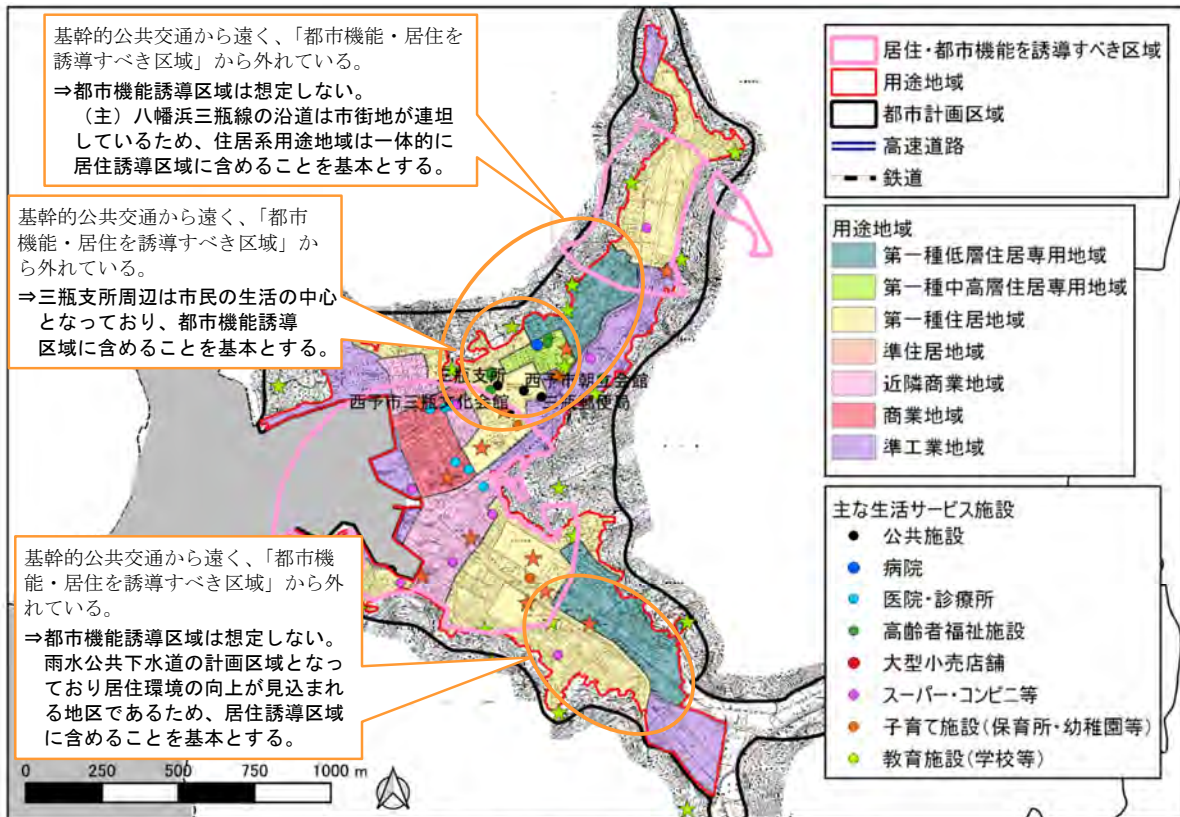 基幹的公共交通から遠く、「都市機能・居住を
誘導すべき区域」から外れている。
⇒都市機能誘導区域は想定しない。
（主）八幡浜三瓶線の沿道は市街地が連坦
しているため、住居系用途地域は一体的に
居住誘導区域に含めることを基本とする。
基幹的公共交通から遠く、「都市
機能・居住を誘導すべき区域」か
ら外れている。
⇒三瓶支所周辺は市民の生活の中心
となっており、都市機能誘導
区域に含めることを基本とする。
基幹的公共交通から遠く、「都市機
能・居住を誘導すべき区域」から外
れている。
⇒都市機能誘導区域は想定しない。
雨水公共下水道の計画区域となっ
ており居住環境の向上が見込まれ
る地区であるため、居住誘導区域
に含めることを基本とする。
三瓶支所
西予市三瓶文化会館
0 250 500 750 1000 m
居住・都市機能を誘導すべき区域
用途地域
都市計画区域
高速道路
鉄道
用途地域
第一種低層住居専用地域
第一種中高層住居専用地域
第一種住居地域
準住居地域
近隣商業地域
商業地域
準工業地域
主な生活サービス施設
公共施設
病院
医院・診療所
高齢者福祉施設
大型小売店舗
スーパー・コンビニ等
子育て施設(保育所・幼稚園等)
教育施設(学校等)